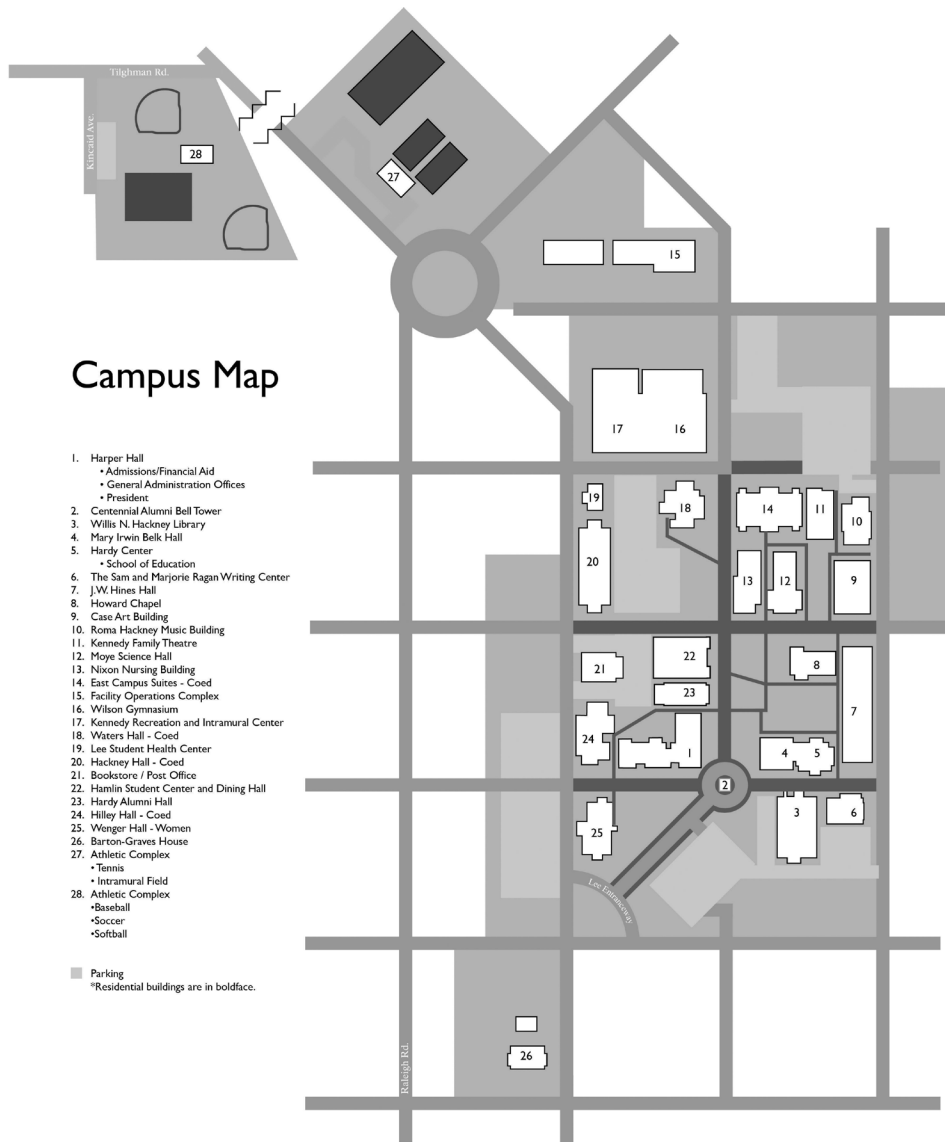 Tilghman Rd.
Kincaid Ave.
28
27
15
Campus Map
17
16
1. Harper Hall
• Admissions/Financial Aid
• General Administration Offices
• President
2. Centennial Alumni Bell Tower
3. Willis N. Hackney Library
4. Mary Irwin Belk Hall
5. Hardy Center
• School of Education
6. The Sam and Marjorie Ragan Writing Center
7. J.W. Hines Hall
8. Howard Chapel
9. Case Art Building
10. Roma Hackney Music Building
11. Kennedy Family Theatre
12. Moye Science Hall
13. Nixon Nursing Building
14. East Campus Suites - Coed
15. Facility Operations Complex
16. Wilson Gymnasium
17. Kennedy Recreation and Intramural Center
18. Waters Hall - Coed
19. Lee Student Health Center
20. Hackney Hall - Coed
21. Bookstore / Post Office
22. Hamlin Student Center and Dining Hall
23. Hardy Alumni Hall
24. Hilley Hall - Coed
25. Wenger Hall - Women
26. Barton-Graves House
27. Athletic Complex
• Tennis
• Intramural Field
28. Athletic Complex
•Baseball
•Soccer
•Softball
Parking
*Residential buildings are in boldface.
19
18
14
11
10
20
13
12
9
21
22
8
23
24
1
7
4
5
2
25
3
6
Lee Entranceway
26
Raleigh Rd.